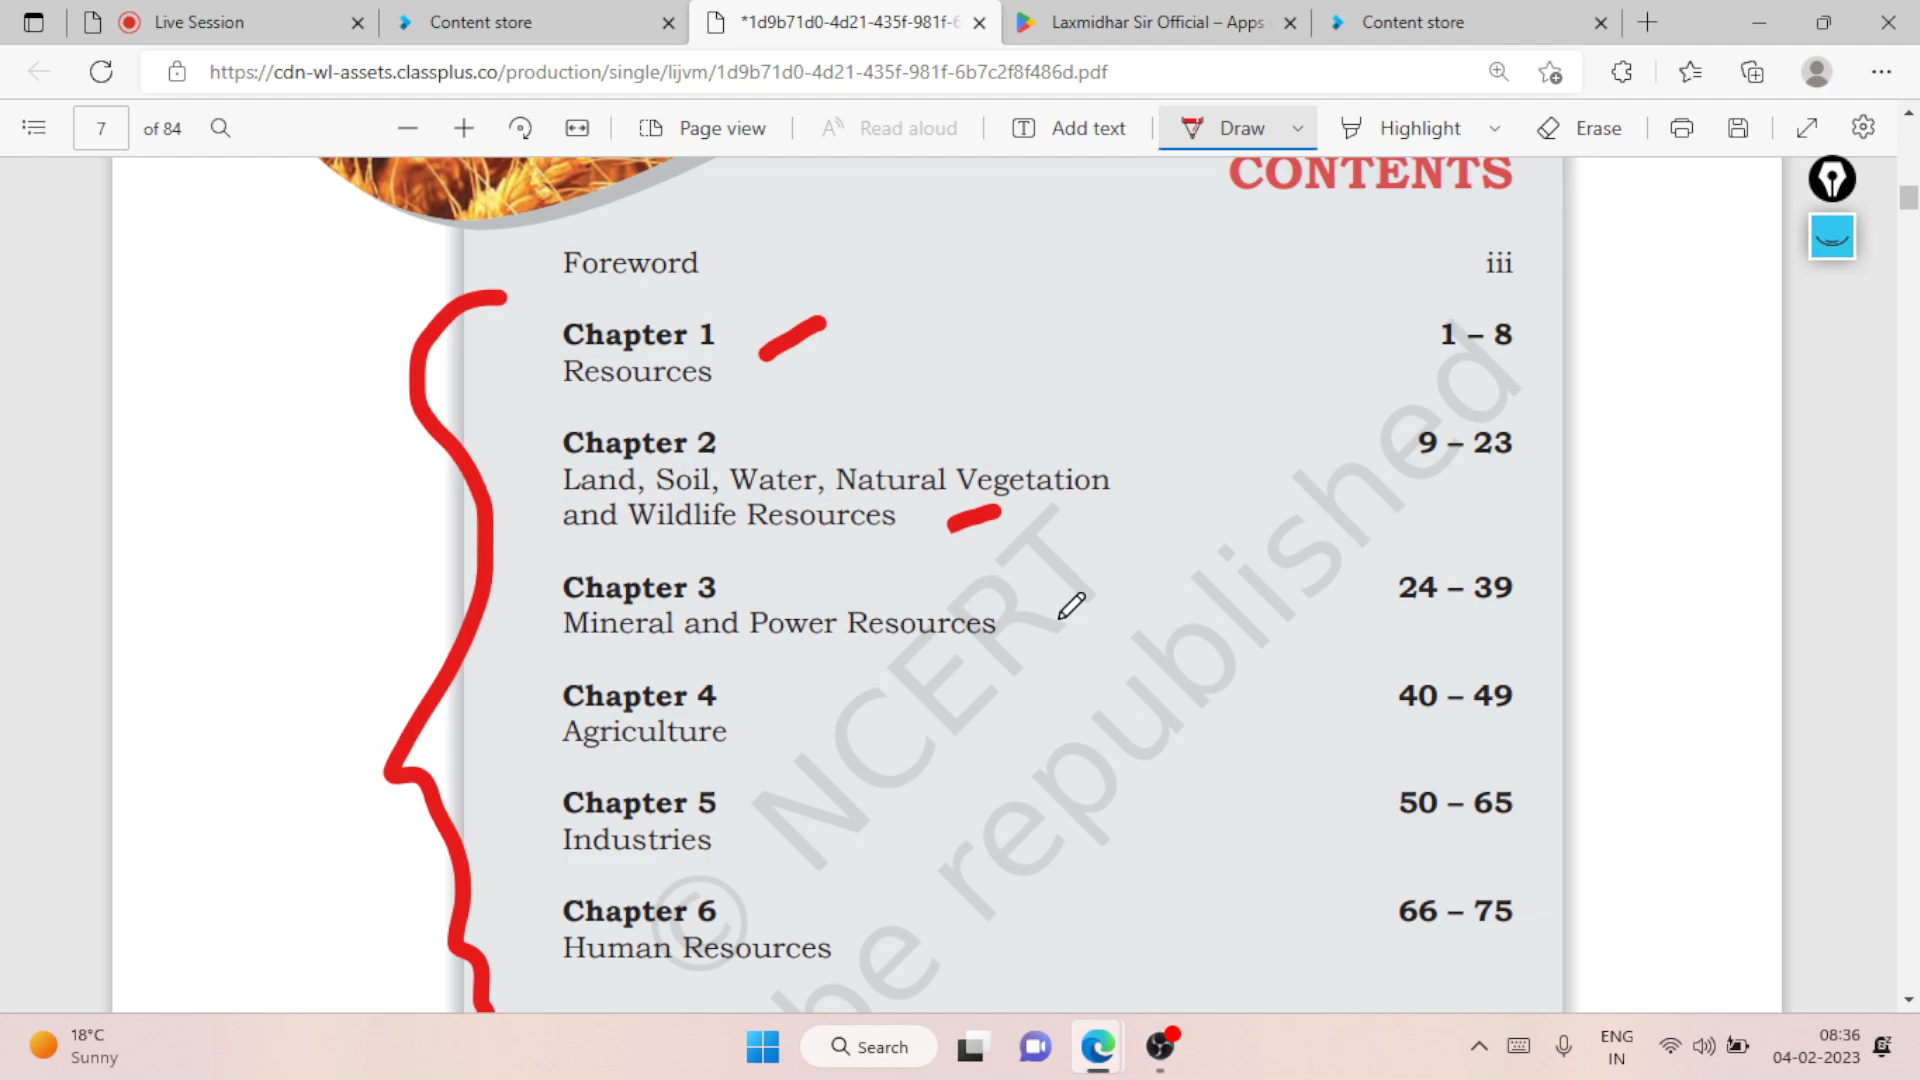 Live Session
Content store
*1d9b71d0-4d21-435f-981f-6
Laxmidhar Sir Official – Apps
Content store
https://cdn-wl-assets.classplus.co/production/single/lijvm/1d9b71d0-4d21-435f-981f-6b7c2f8f486d.pdf
7 of 84
Page view
Read aloud
Add text
Draw
Highlight
Erase
CONTENTS
Foreword iii
Chapter 1 1 – 8
Resources
Chapter 2 9 – 23
Land, Soil, Water, Natural Vegetation
and Wildlife Resources
Chapter 3 24 – 39
Mineral and Power Resources
Chapter 4 40 – 49
Agriculture
Chapter 5 50 – 65
Industries
Chapter 6 66 – 75
Human Resources
© NCERT
be republished
18°C
Sunny
Search
ENG
IN
08:36
04-02-2023